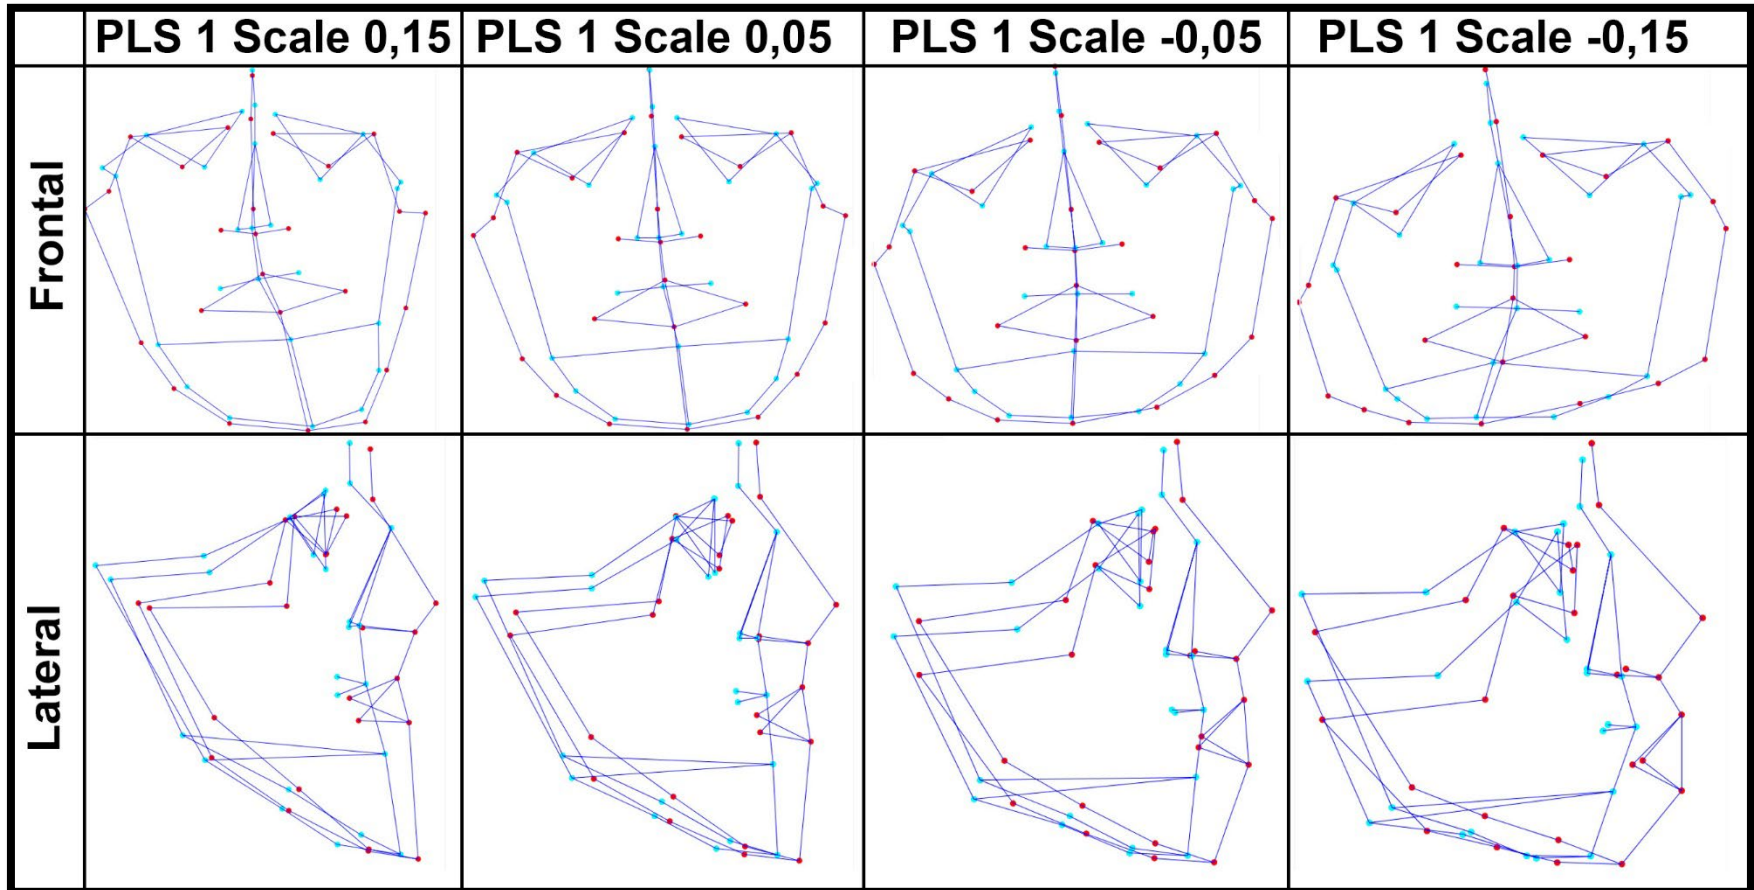 PLS 1 Scale 0,15
PLS 1 Scale 0,05
PLS 1 Scale -0,05
PLS 1 Scale -0,15
Frontal
Lateral